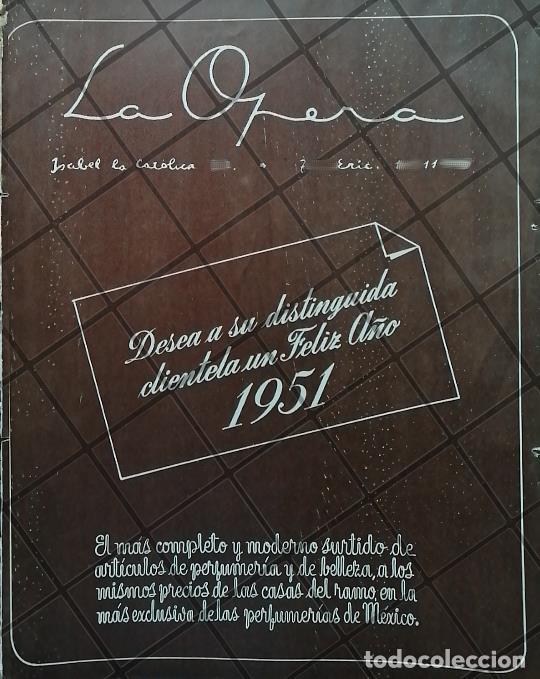 La Opera
Isabel la Católica . • Eric. 11
Desea a su distinguida
clientela un Feliz Año
1951
El más completo y moderno surtido de
artículos de perfumería y de belleza, a los
mismos precios de las casas del ramo, en la
más exclusiva de las perfumerías de México.
todocoleccion